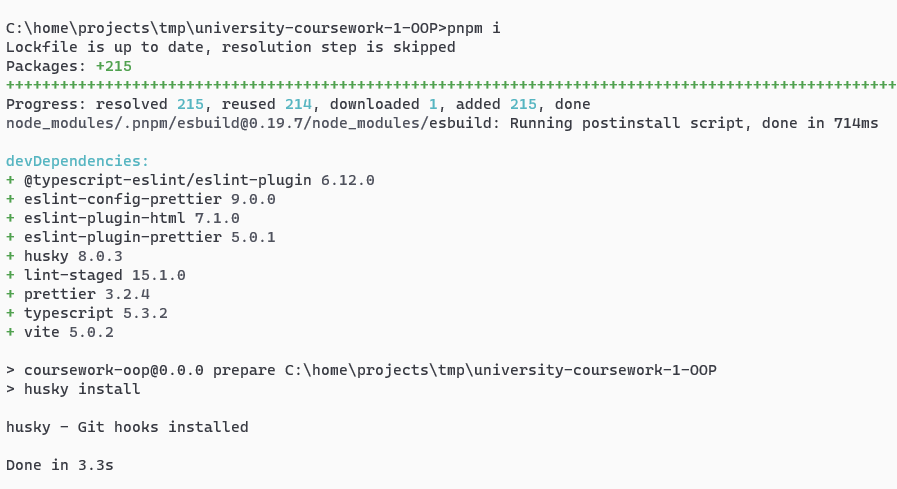 C:\home\projects\tmp\university-coursework-1-OOP>pnpm i
Lockfile is up to date, resolution step is skipped
Packages: +215
+++++++++++++++++++++++++++++++++++++++++++++++++++++++++++++++++++++++++++++++++++++++++++++++++++
Progress: resolved 215, reused 214, downloaded 1, added 215, done
node_modules/.pnpm/esbuild@0.19.7/node_modules/esbuild: Running postinstall script, done in 714ms
devDependencies:
+ @typescript-eslint/eslint-plugin 6.12.0
+ eslint-config-prettier 9.0.0
+ eslint-plugin-html 7.1.0
+ eslint-plugin-prettier 5.0.1
+ husky 8.0.3
+ lint-staged 15.1.0
+ prettier 3.2.4
+ typescript 5.3.2
+ vite 5.0.2
> coursework-oop@0.0.0 prepare C:\home\projects\tmp\university-coursework-1-OOP
> husky install
husky - Git hooks installed
Done in 3.3s